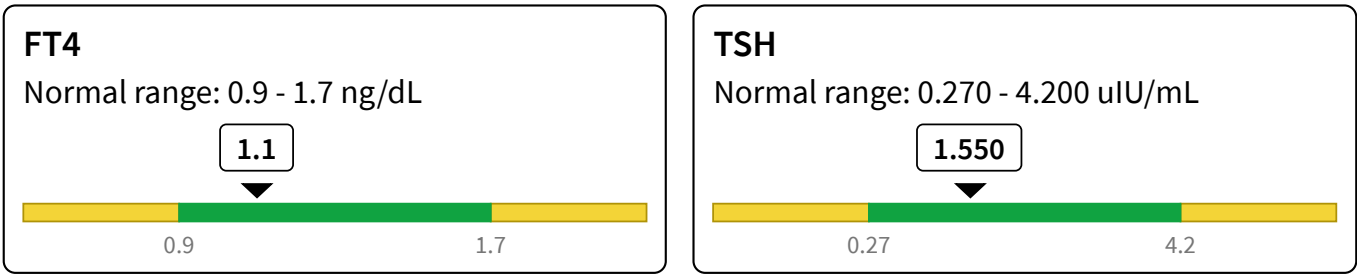 FT4
Normal range: 0.9 - 1.7 ng/dL
1.1
0.9 1.7
TSH
Normal range: 0.270 - 4.200 uIU/mL
1.550
0.27 4.2